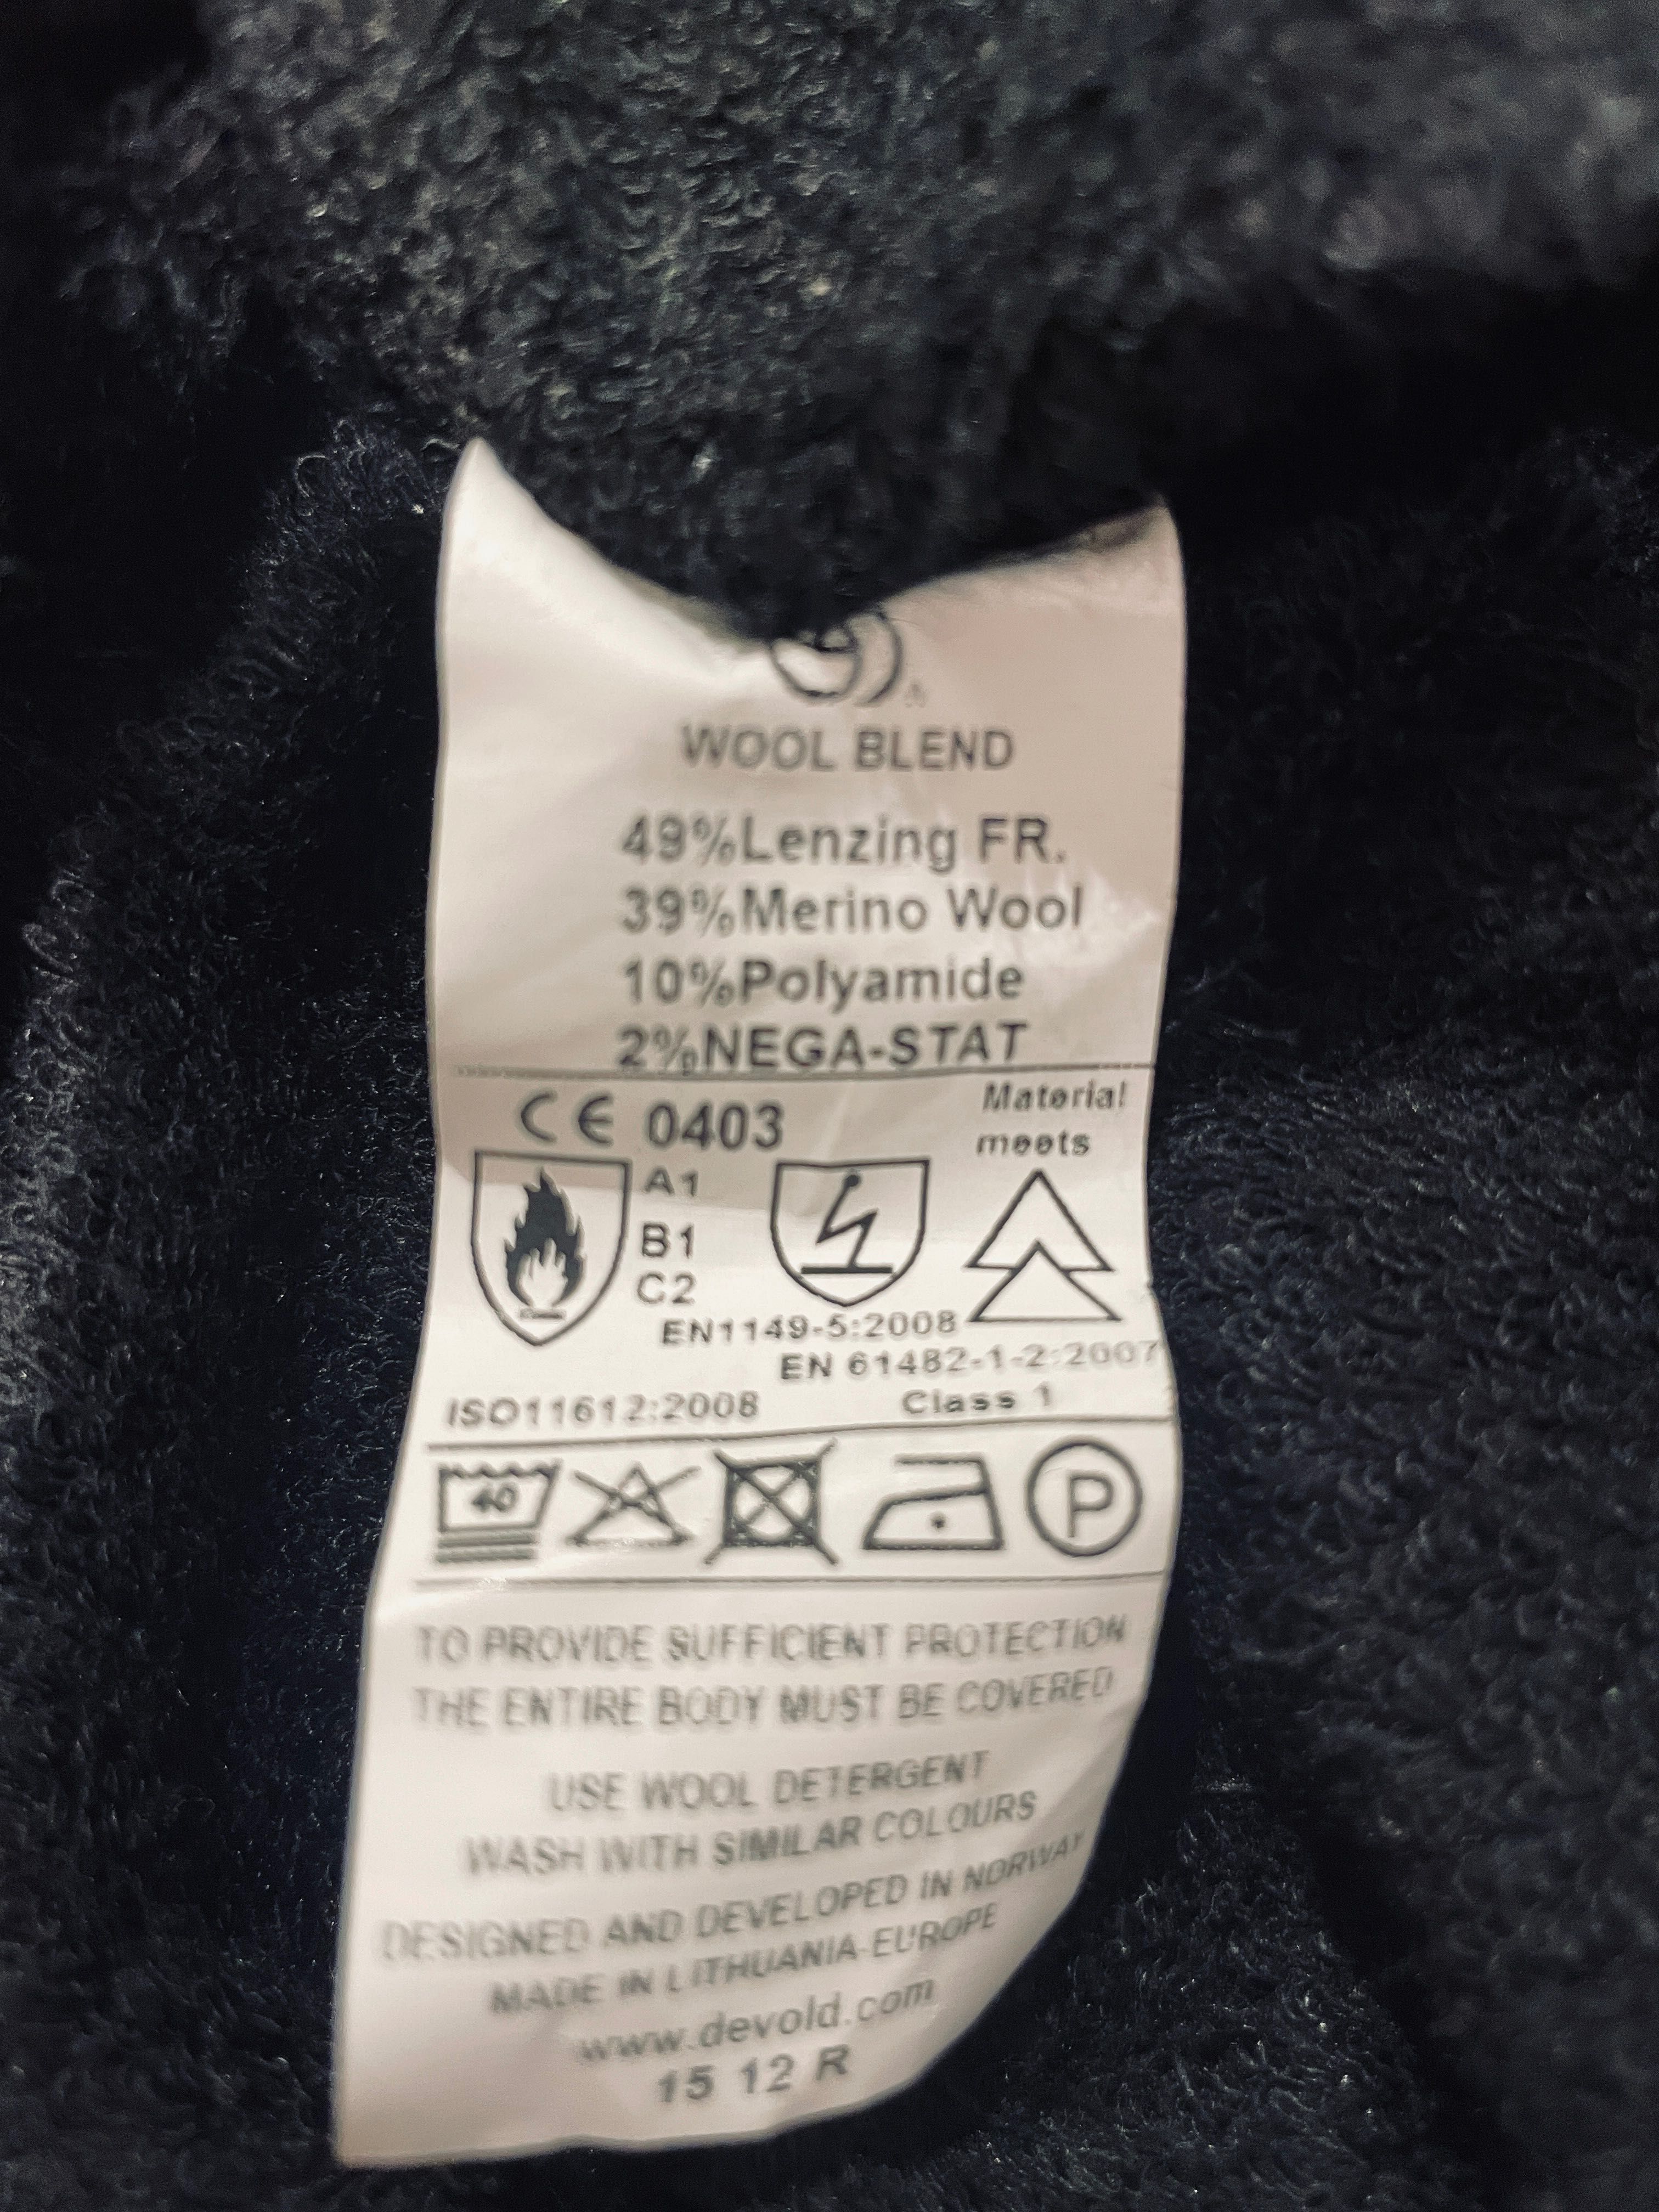 WOOL BLEND
49%Lenzing FR.
39%Merino Wool
10%Polyamide
2%NEGA-STAT
CE 0403
Material
meets
A1
B1
C2
EN1149-5:2008
EN 61482-1-2:2007
ISO11612:2008
Class 1
40
P
TO PROVIDE SUFFICIENT PROTECTION
THE ENTIRE BODY MUST BE COVERED
USE WOOL DETERGENT
WASH WITH SIMILAR COLOURS
DESIGNED AND DEVELOPED IN NORWAY
MADE IN LITHUANIA-EUROPE
www.devold.com
15 12 R